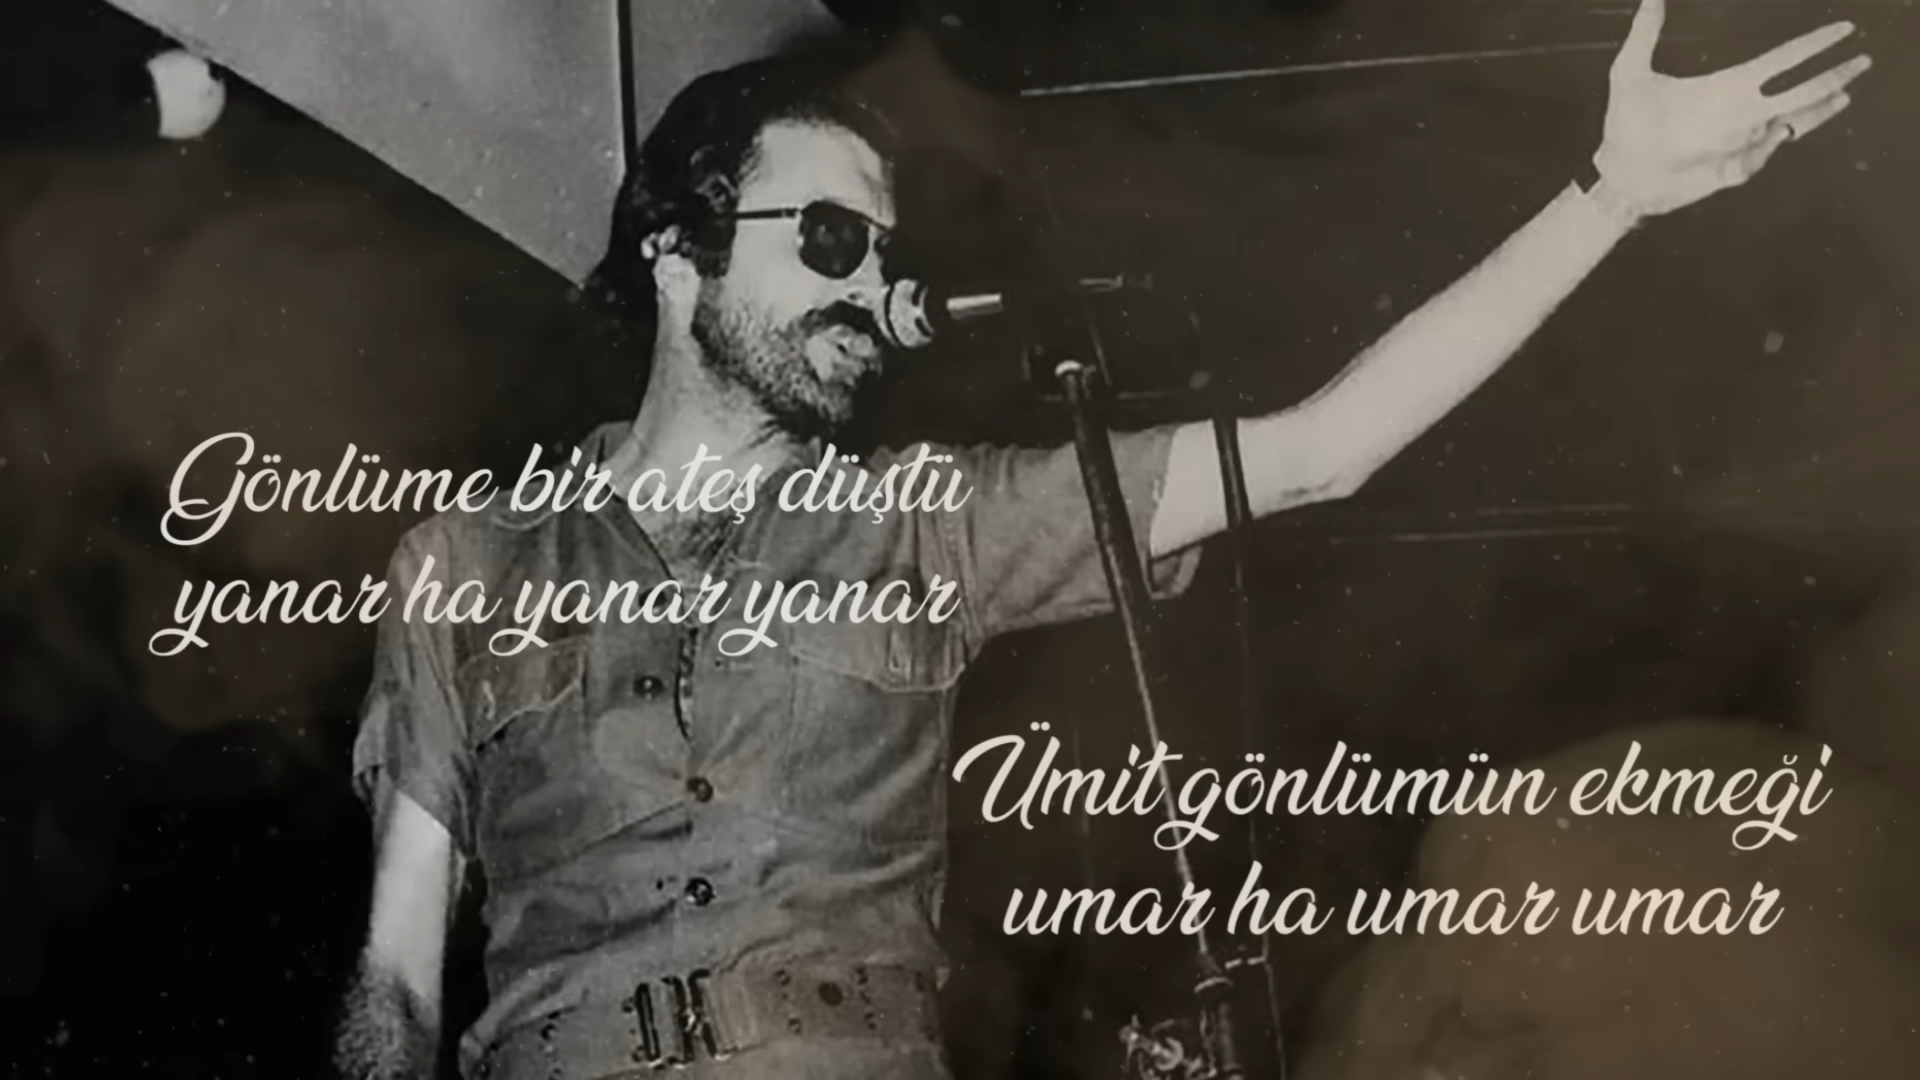 Gönlüme bir ateş düştü
yanar ha yanar yanar
Ümit gönlümün ekmeği
umar ha umar umar